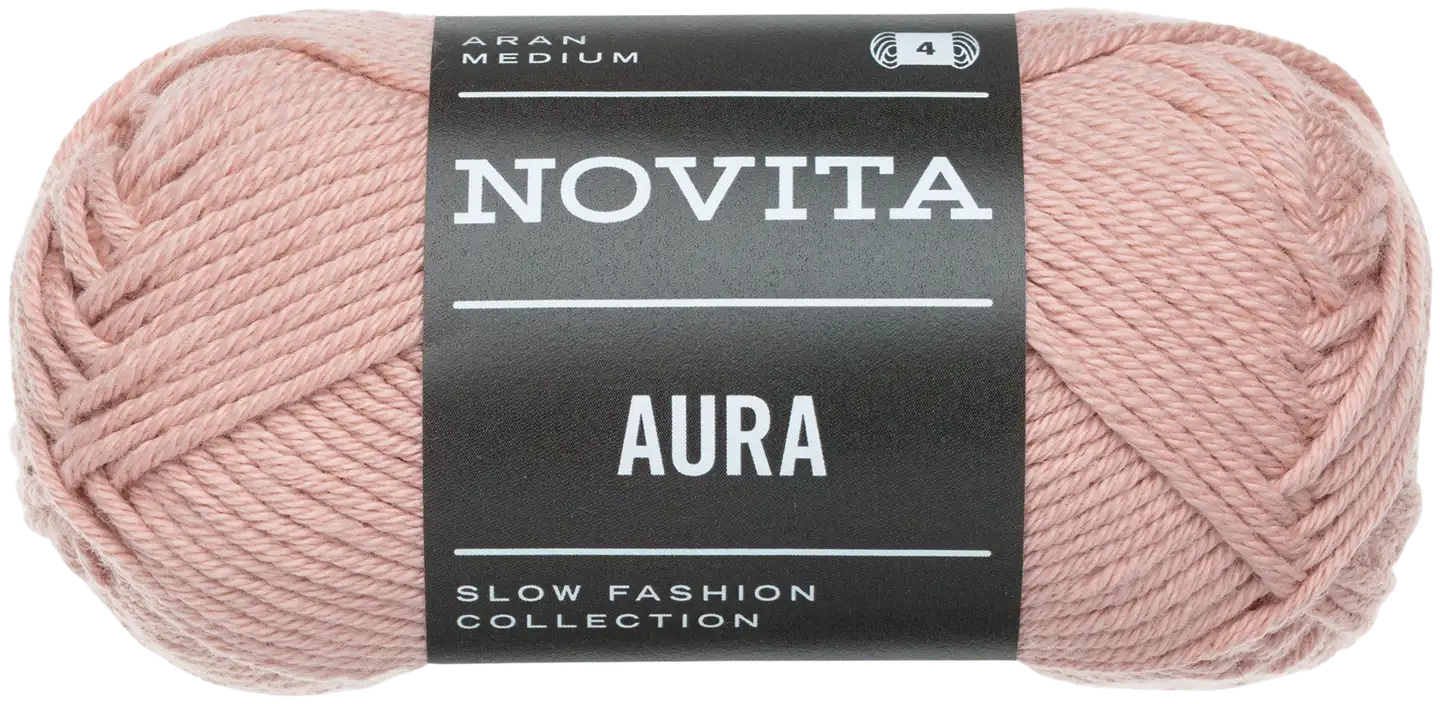 ARAN
MEDIUM
4
NOVITA
AURA
SLOW FASHION
COLLECTION